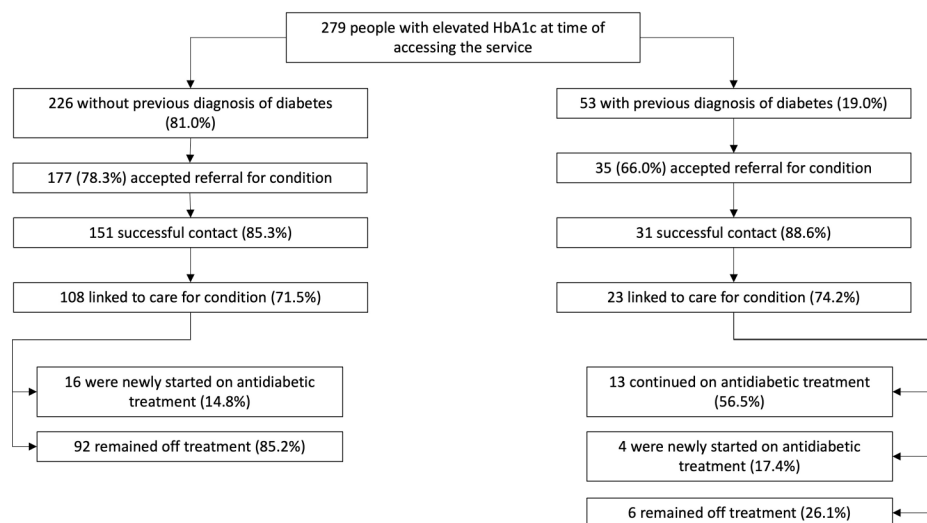 279 people with elevated HbA1c at time of
accessing the service
226 without previous diagnosis of diabetes
(81.0%)
177 (78.3%) accepted referral for condition
151 successful contact (85.3%)
108 linked to care for condition (71.5%)
16 were newly started on antidiabetic
treatment (14.8%)
92 remained off treatment (85.2%)
53 with previous diagnosis of diabetes (19.0%)
35 (66.0%) accepted referral for condition
31 successful contact (88.6%)
23 linked to care for condition (74.2%)
13 continued on antidiabetic treatment
(56.5%)
4 were newly started on antidiabetic
treatment (17.4%)
6 remained off treatment (26.1%)